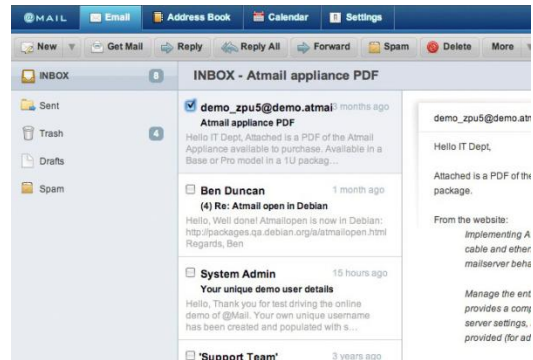 @MAIL Email Address Book Calendar Settings
New Get Mail Reply Reply All Forward Spam Delete More
INBOX 8
Sent
Trash 4
Drafts
Spam
INBOX - Atmail appliance PDF
demo_zpu5@demo.atmai 3 months ago
Atmail appliance PDF
Hello IT Dept, Attached is a PDF of the Atmail
Appliance available to purchase. Available in a
Base or Pro model in a 1U packag...
Ben Duncan 1 month ago
(4) Re: Atmail open in Debian
Hello, Well done! Atmailopen is now in Debian:
http://packages.qa.debian.org/a/atmailopen.html
Regards, Ben
System Admin 15 hours ago
Your unique demo user details
Hello, Thank you for test driving the online
demo of @Mail. Your own unique username
has been created and populated with s...
'Support Team' 3 years ago
demo_zpu5@demo.atn
Hello IT Dept,
Attached is a PDF of the
package.
From the website:
Implementing A
cable and ether
mailserver beha
Manage the ent
provides a comp
server settings,
provided (for ad